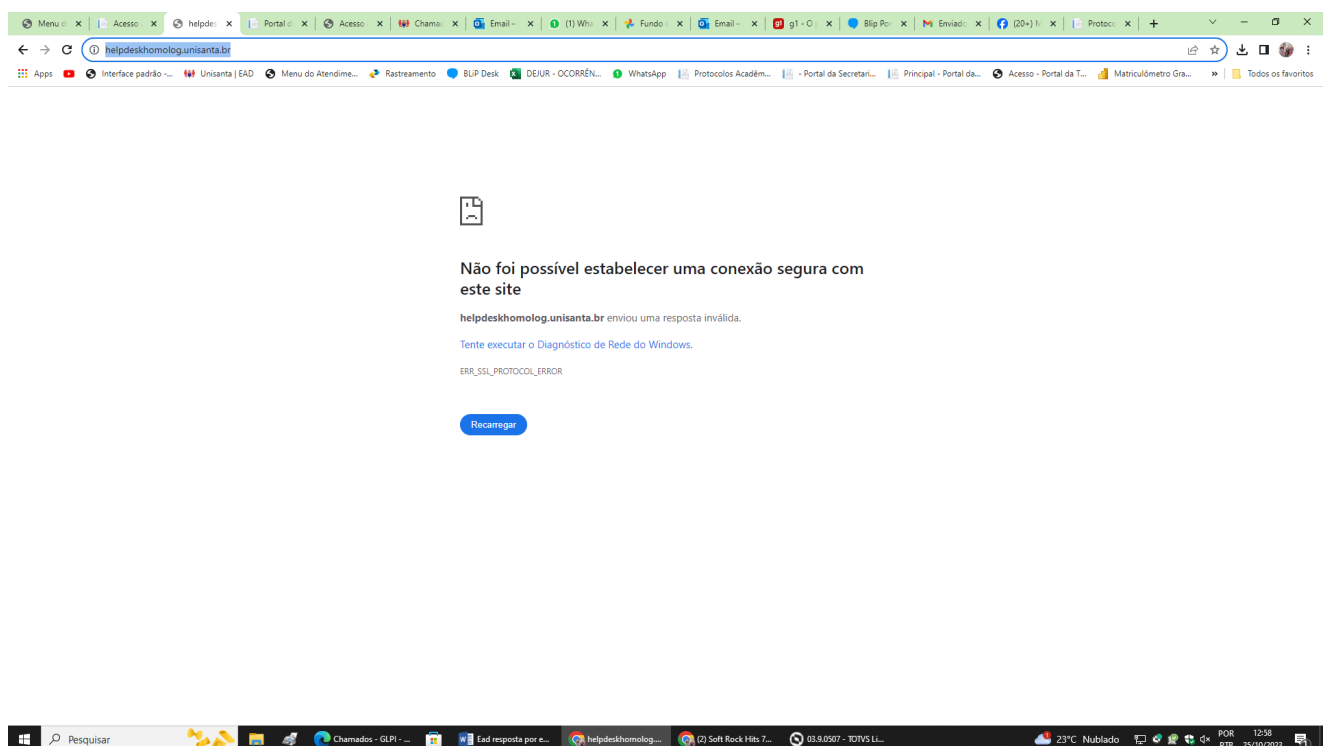 Menu d Acesso helpdes Portal d Acesso Chamad Email – (1) Wha Fundo Email – g1 - O Blip Po Enviado (20+) Protoco
helpdeskhomolog.unisanta.br
Apps Interface padrão -... Unisanta | EAD Menu do Atendime... Rastreamento BLiP Desk DEJUR - OCORRÊN... WhatsApp Protocolos Acadêm... - Portal da Secretari... Principal - Portal da... Acesso - Portal da T... Matriculômetro Gra... » Todos os favoritos
Não foi possível estabelecer uma conexão segura com
este site
helpdeskhomolog.unisanta.br enviou uma resposta inválida.
Tente executar o Diagnóstico de Rede do Windows.
ERR_SSL_PROTOCOL_ERROR
Recarregar
Pesquisar Chamados - GLPI - ... Ead resposta por e... helpdeskhomolog.... (2) Soft Rock Hits 7... 03.9.0507 - TOTVS Li... 23°C Nublado POR 12:58
PTB 25/10/2023